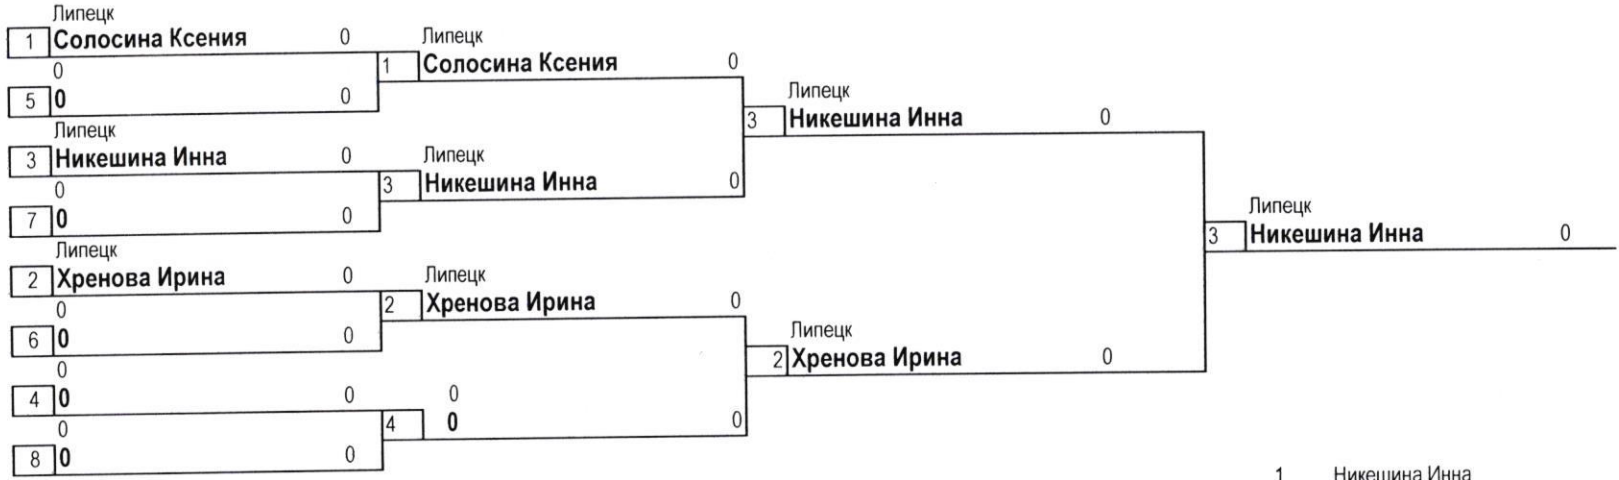 Липецк
1 Солосина Ксения 0
0
5 0 0
Липецк
3 Никешина Инна 0
0
7 0 0
Липецк
2 Хренова Ирина 0
0
6 0 0
0
4 0 0
0
8 0 0
Липецк
1 Солосина Ксения 0
Липецк
3 Никешина Инна 0
Липецк
2 Хренова Ирина 0
0
4 0 0
Липецк
3 Никешина Инна 0
Липецк
2 Хренова Ирина 0
Липецк
3 Никешина Инна 0
1 Никешина Инна